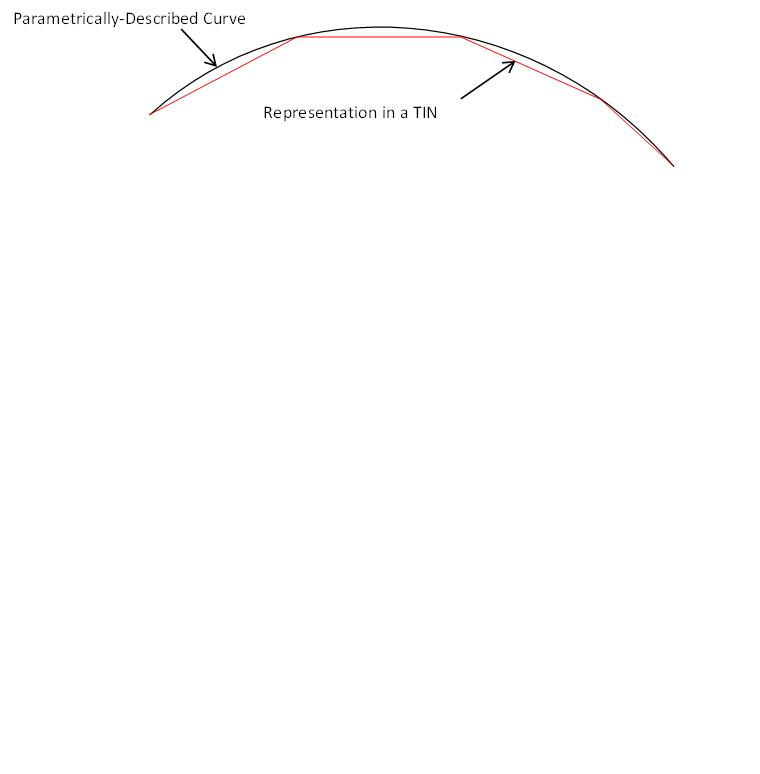 Parametrically-Described Curve
Representation in a TIN